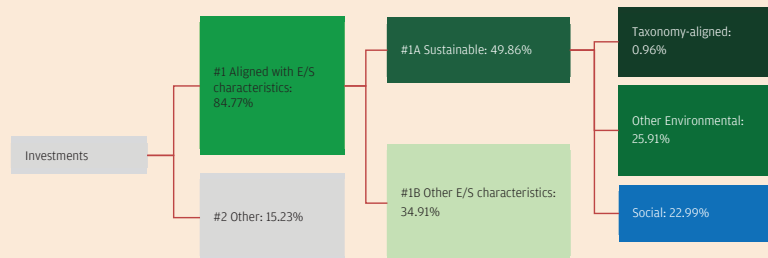 Investments
#1 Aligned with E/S
characteristics:
84.77%
#2 Other: 15.23%
#1A Sustainable: 49.86%
#1B Other E/S characteristics:
34.91%
Taxonomy-aligned:
0.96%
Other Environmental:
25.91%
Social: 22.99%